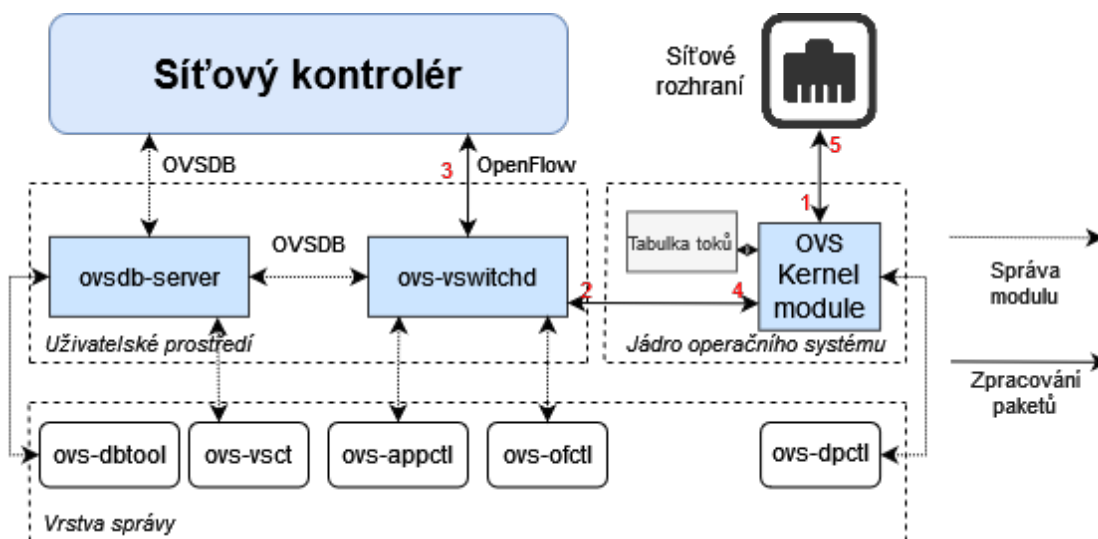 Síťový kontrolér
Síťové
rozhraní
5
OVSDB
3
OpenFlow
1
Tabulka toků
OVS
Kernel
module
OVSDB
ovsdb-server
ovs-vswitchd
2
4
Správa
modulu
Uživatelské prostředí
Jádro operačního systému
Zpracování
paketů
ovs-dbtool
ovs-vsct
ovs-appctl
ovs-ofctl
ovs-dpctl
Vrstva správy